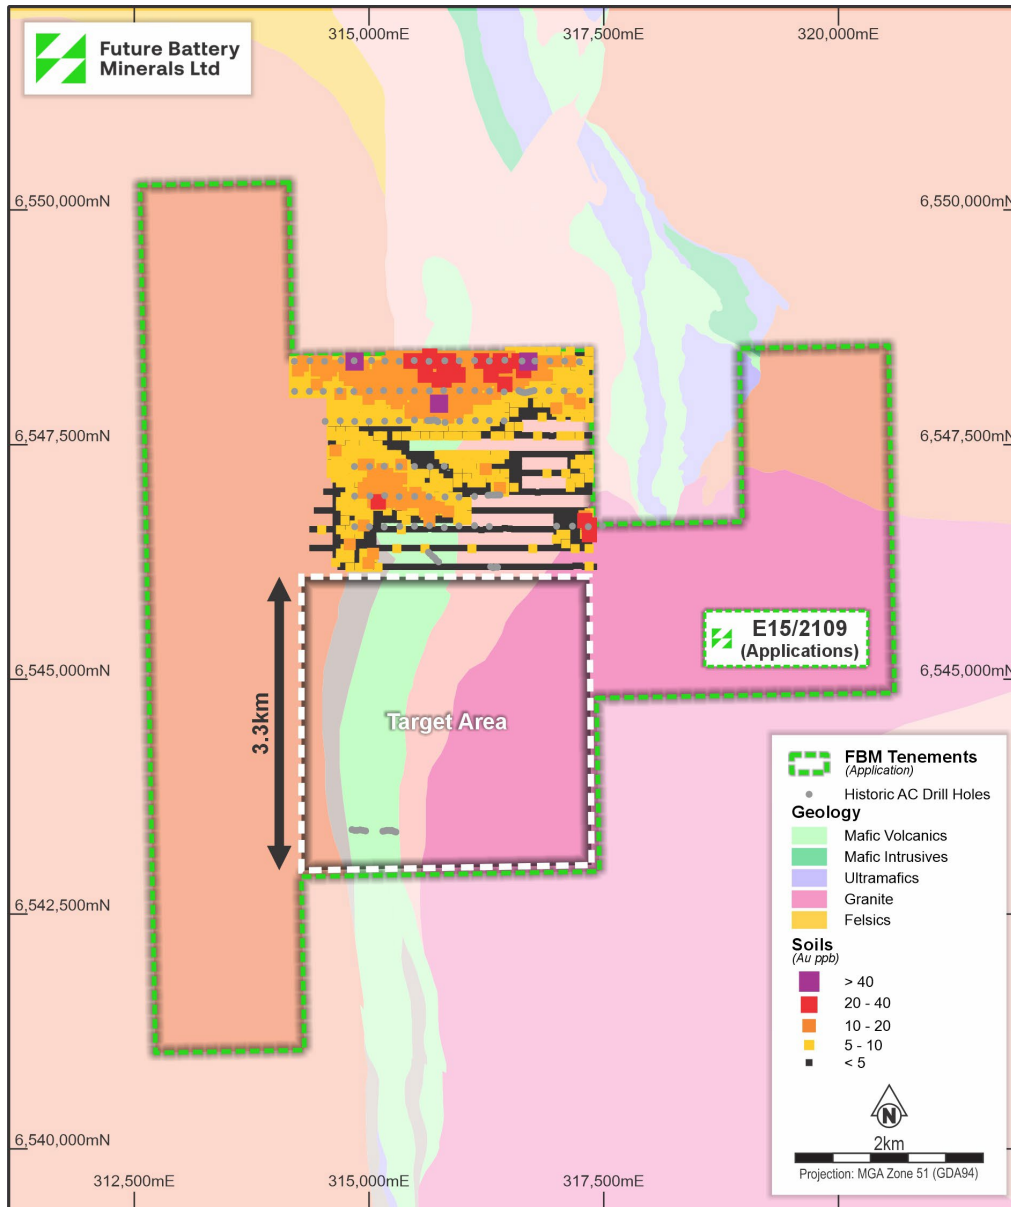 Future Battery
Minerals Ltd
315,000mE
317,500mE
320,000mE
6,550,000mN
6,550,000mN
6,547,500mN
6,547,500mN
E15/2109
(Applications)
6,545,000mN
6,545,000mN
3.3km
Target Area
FBM Tenements
(Application)
Historic AC Drill Holes
Geology
Mafic Volcanics
Mafic Intrusives
Ultramafics
Granite
Felsics
Soils
(Au ppb)
> 40
20 - 40
10 - 20
5 - 10
< 5
N
2km
Projection: MGA Zone 51 (GDA94)
6,542,500mN
6,540,000mN
312,500mE
315,000mE
317,500mE